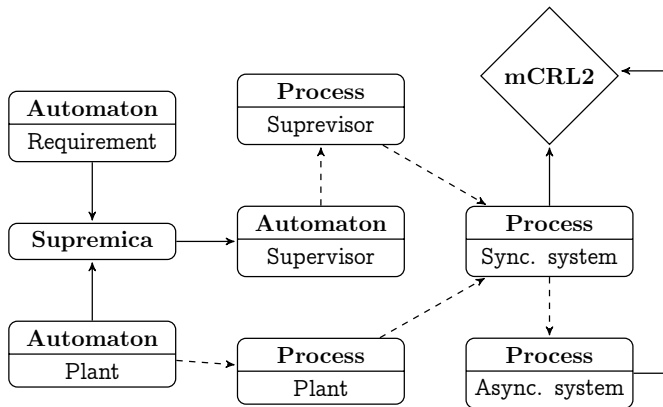 mCRL2
Process
Suprevisor
Automaton
Requirement
Supremica
Automaton
Supervisor
Process
Sync. system
Automaton
Plant
Process
Plant
Process
Async. system